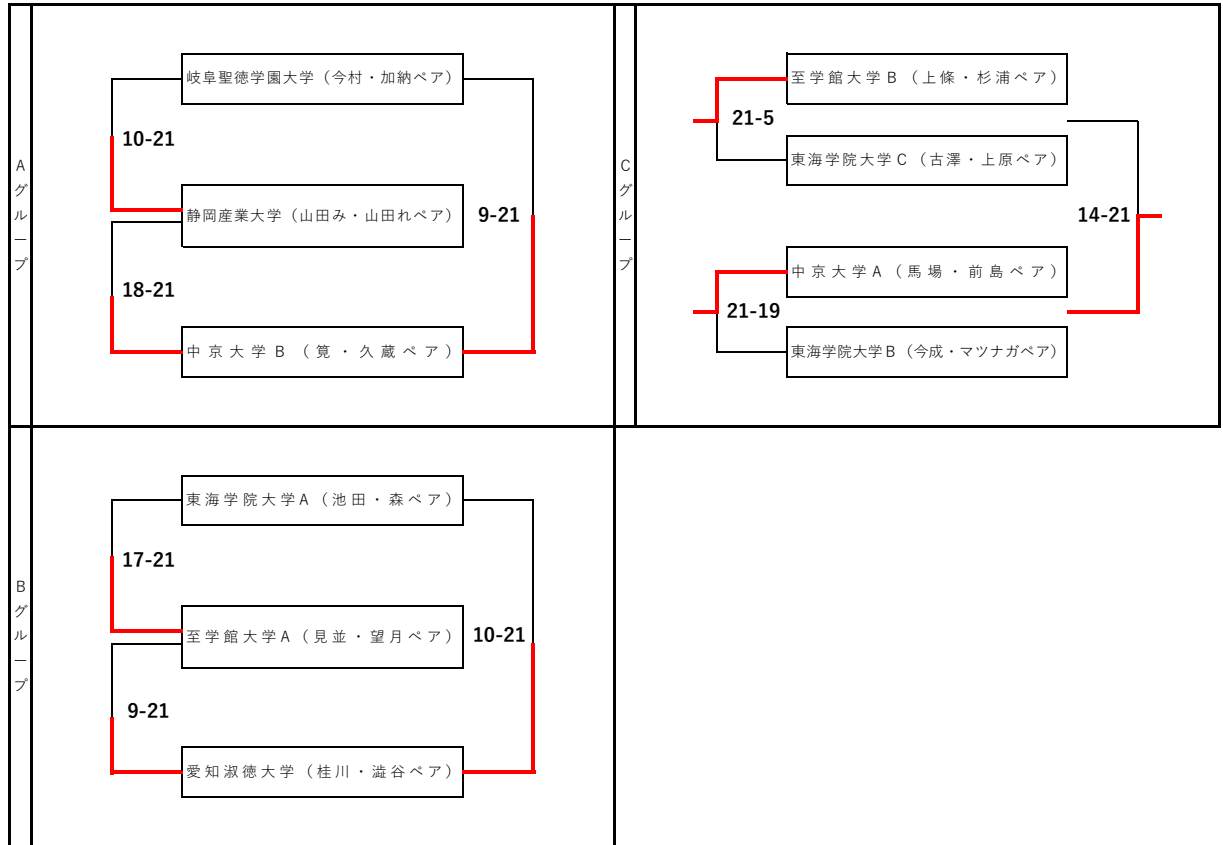 Aグループ
岐阜聖徳学園大学（今村・加納ペア）
10-21
静岡産業大学（山田み・山田れペア）
9-21
18-21
中京大学B（筧・久蔵ペア）
Cグループ
至学館大学B（上條・杉浦ペア）
21-5
東海学院大学C（古澤・上原ペア）
14-21
中京大学A（馬場・前島ペア）
21-19
東海学院大学B（今成・マツナガペア）
Bグループ
東海学院大学A（池田・森ペア）
17-21
至学館大学A（見並・望月ペア）
10-21
9-21
愛知淑徳大学（桂川・澁谷ペア）